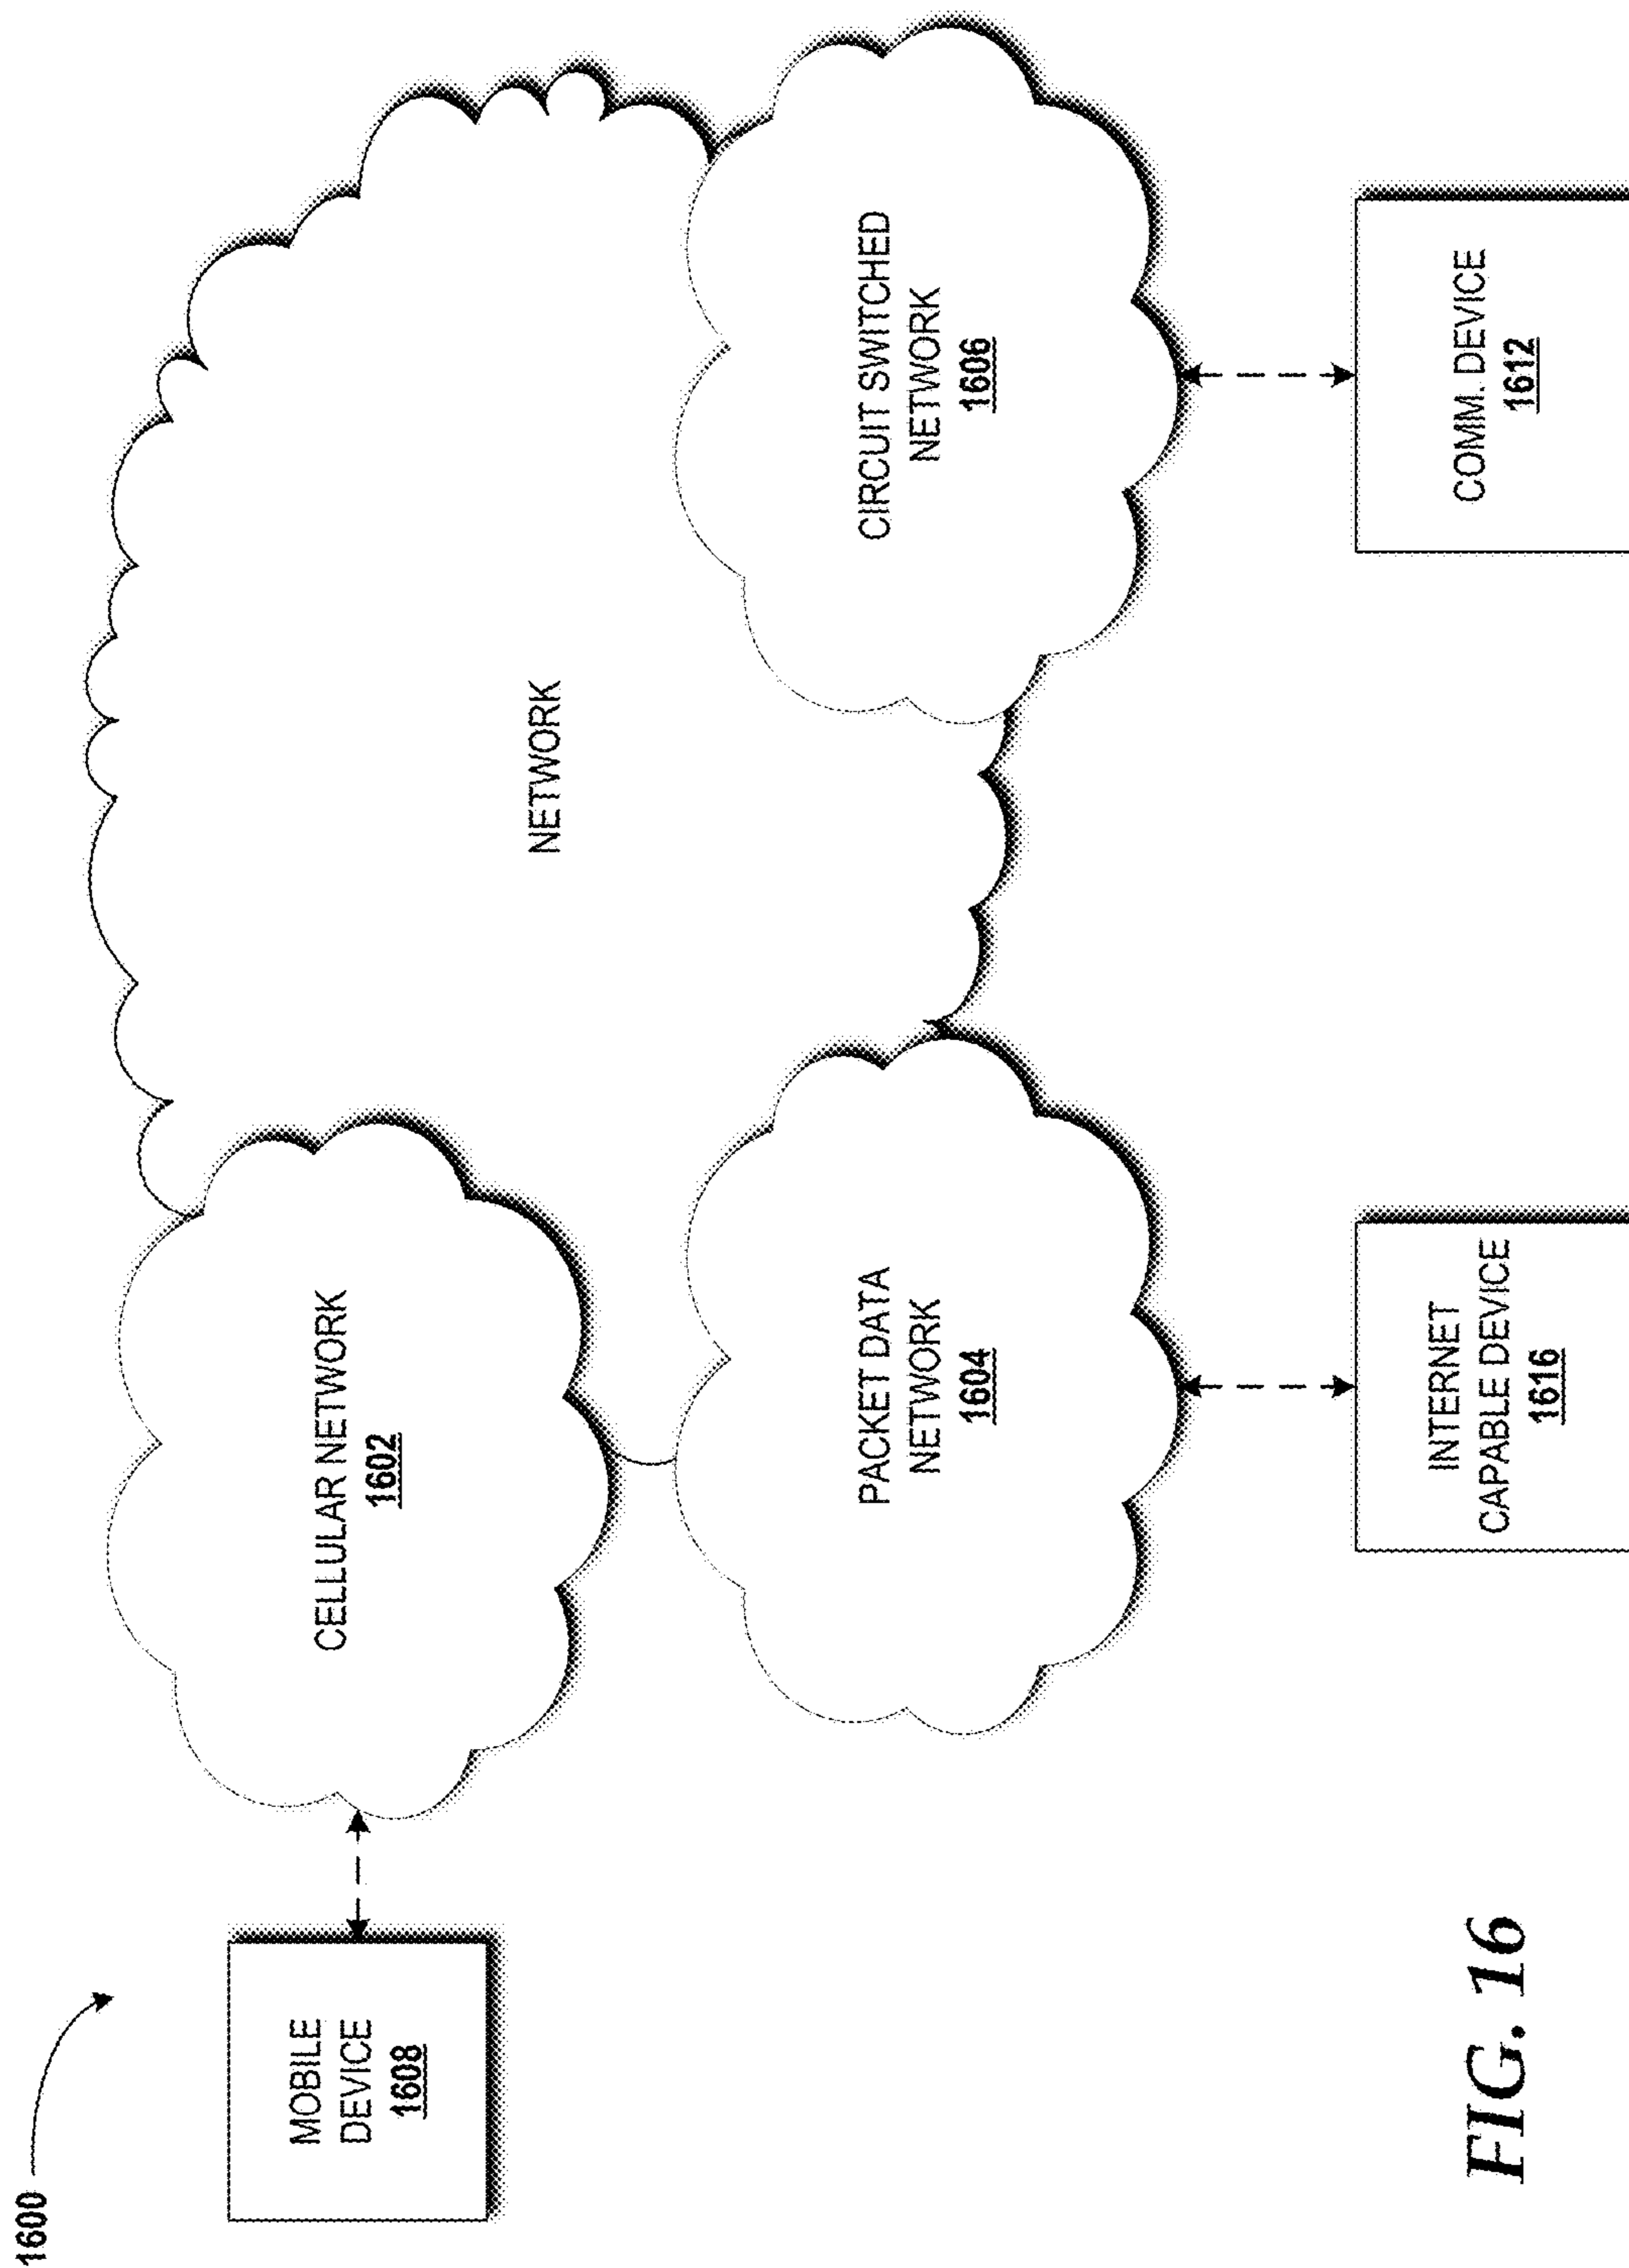 1600
MOBILE
DEVICE
1608
CELLULAR NETWORK
1602
NETWORK
PACKET DATA
NETWORK
1604
CIRCUIT SWITCHED
NETWORK
1606
INTERNET
CAPABLE DEVICE
1616
COMM. DEVICE
1612
FIG. 16